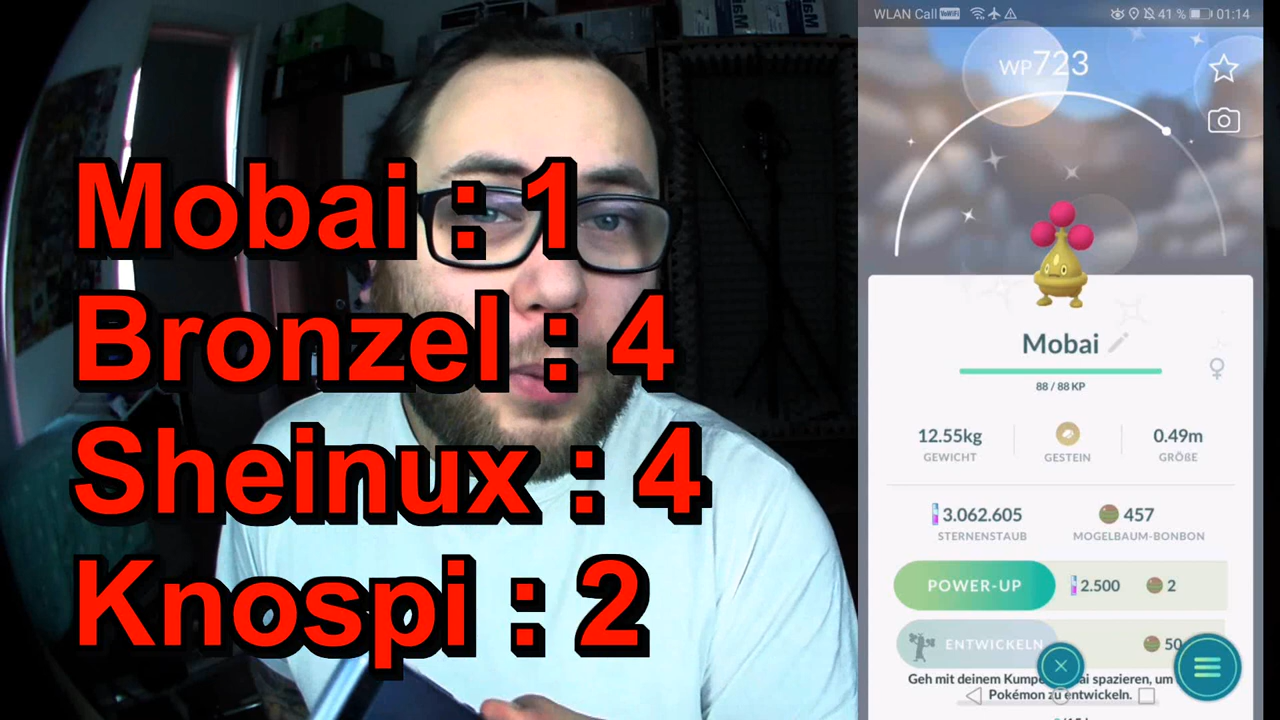 Mobai : 1
Bronzel : 4
Sheinux : 4
Knospi : 2
WLAN Call VoWiFi 41 % 01:14
WP723
Mobai
88 / 88 KP
12.55kg 0.49m
GEWICHT GESTEIN GRÖßE
3.062.605 457
STERNENSTAUB MOGELBAUM-BONBON
POWER-UP 2.500 2
ENTWICKELN 50
Geh mit deinem Kumpe ai spazieren, um
Pokémon zu entwickeln.